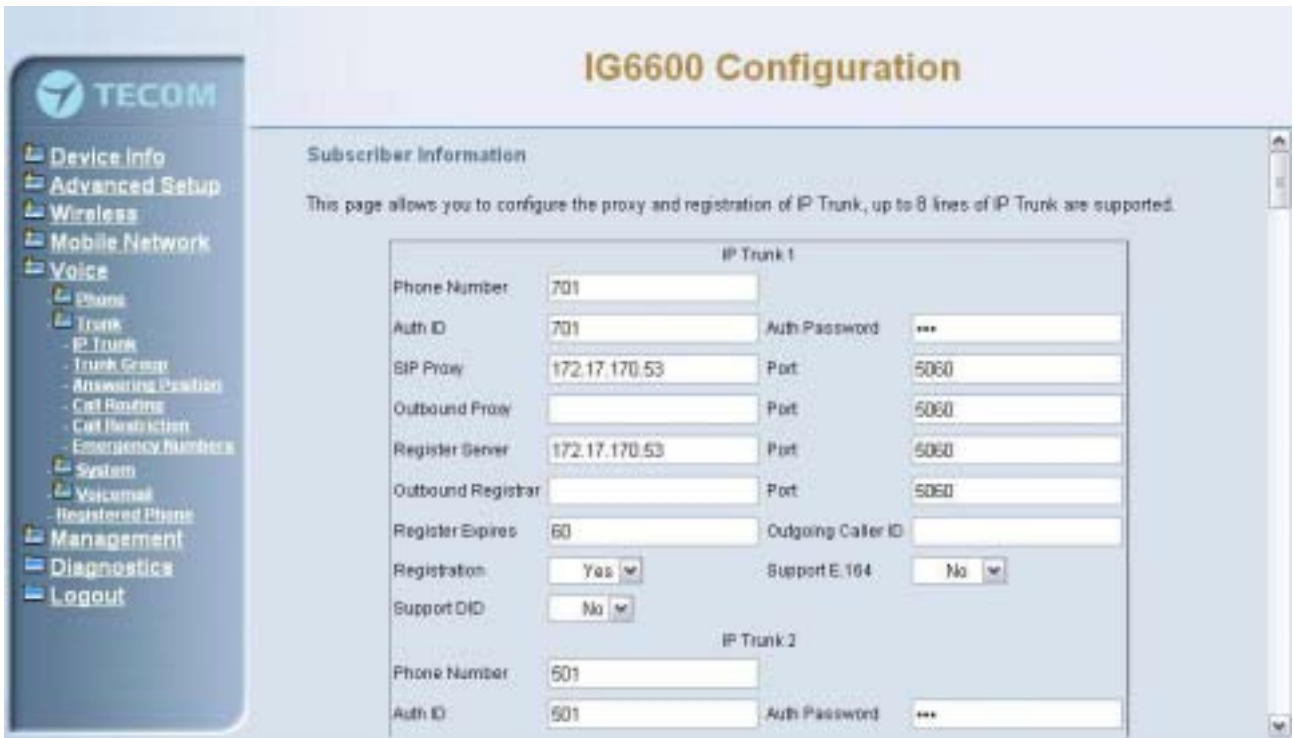 IG6600 Configuration
TECOM
Device Info
Advanced Setup
Wireless
Mobile Network
Voice
Phone
Trunk
- IP Trunk
- Trunk Group
- Answering Position
- Call Routing
- Call Restriction
- Emergency Numbers
System
Voicemail
- Registered Phone
Management
Diagnostics
Logout
Subscriber Information
This page allows you to configure the proxy and registration of IP Trunk, up to 8 lines of IP Trunk are supported.
IP Trunk 1
Phone Number 701
Auth ID 701 Auth Password •••
SIP Proxy 172.17.170.53 Port 5060
Outbound Proxy Port 5060
Register Server 172.17.170.53 Port 5060
Outbound Registrar Port 5060
Register Expires 60 Outgoing Caller ID
Registration Yes Support E.164 No
Support DID No
IP Trunk 2
Phone Number 501
Auth ID 501 Auth Password •••